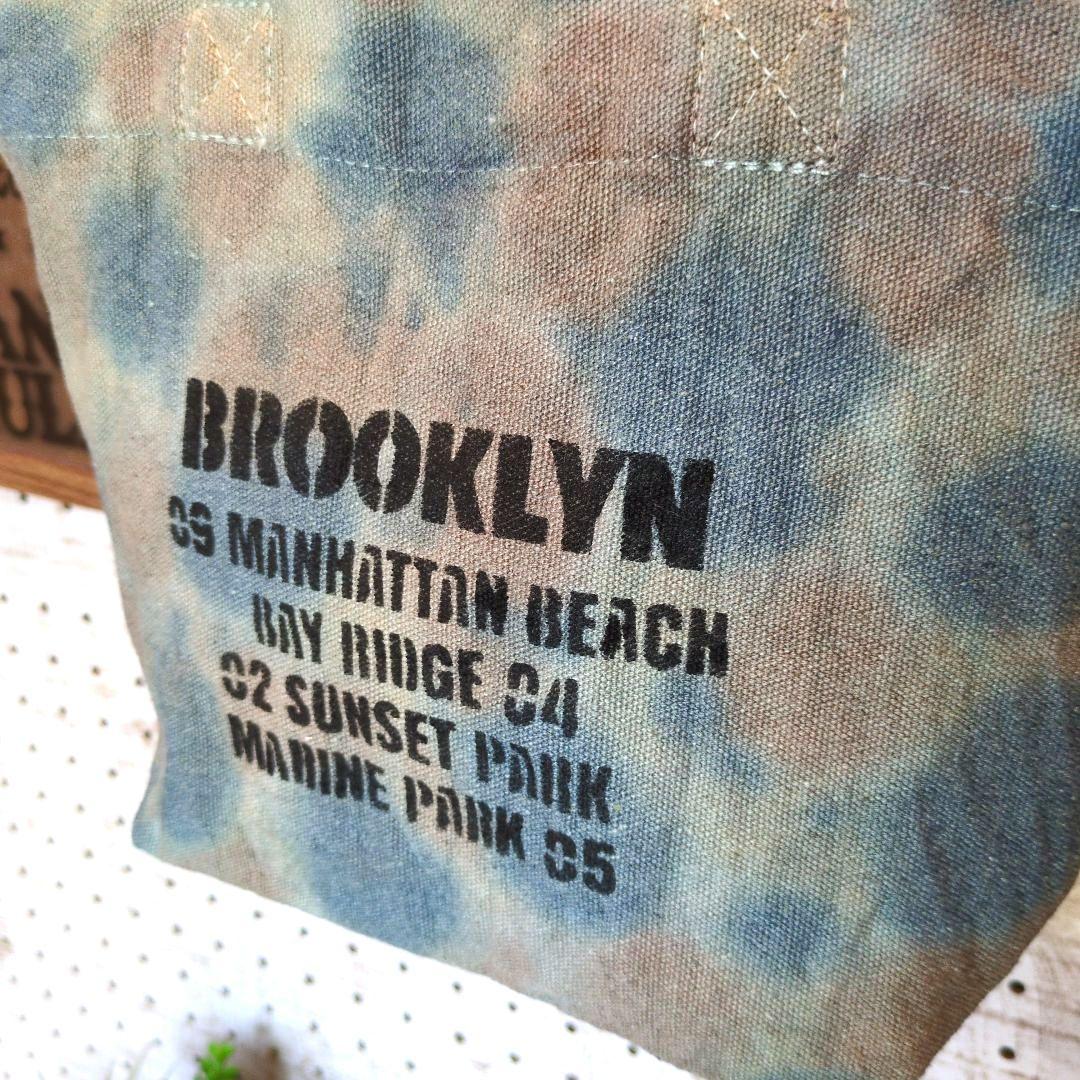 BROOKLYN
09 MANHATTAN BEACH
BAY RIDGE 04
02 SUNSET PARK
MARINE PARK 05